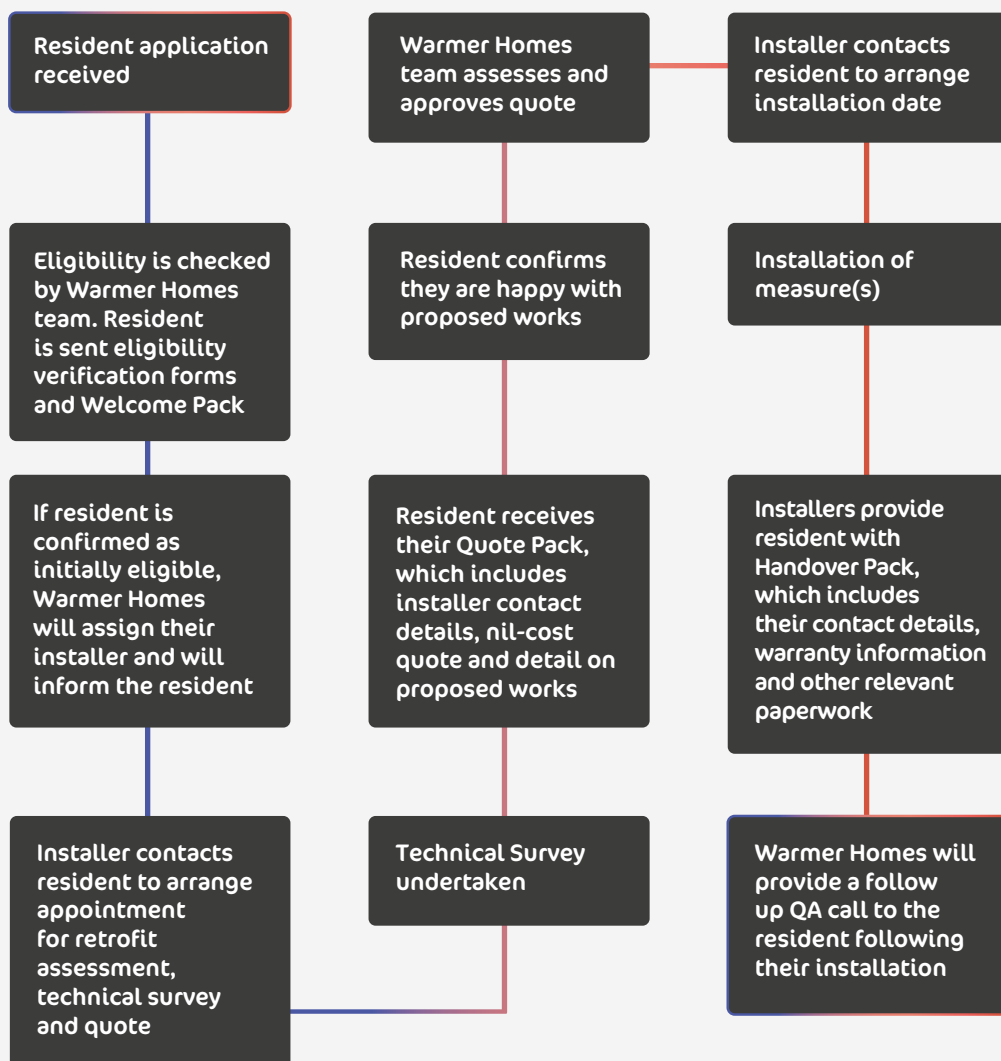 Resident application
received
Eligibility is checked
by Warmer Homes
team. Resident
is sent eligibility
verification forms
and Welcome Pack
If resident is
confirmed as
initially eligible,
Warmer Homes
will assign their
installer and will
inform the resident
Installer contacts
resident to arrange
appointment
for retrofit
assessment,
technical survey
and quote
Technical Survey
undertaken
Resident receives
their Quote Pack,
which includes
installer contact
details, nil-cost
quote and detail on
proposed works
Resident confirms
they are happy with
proposed works
Warmer Homes
team assesses and
approves quote
Installer contacts
resident to arrange
installation date
Installation of
measure(s)
Installers provide
resident with
Handover Pack,
which includes
their contact details,
warranty information
and other relevant
paperwork
Warmer Homes will
provide a follow
up QA call to the
resident following
their installation